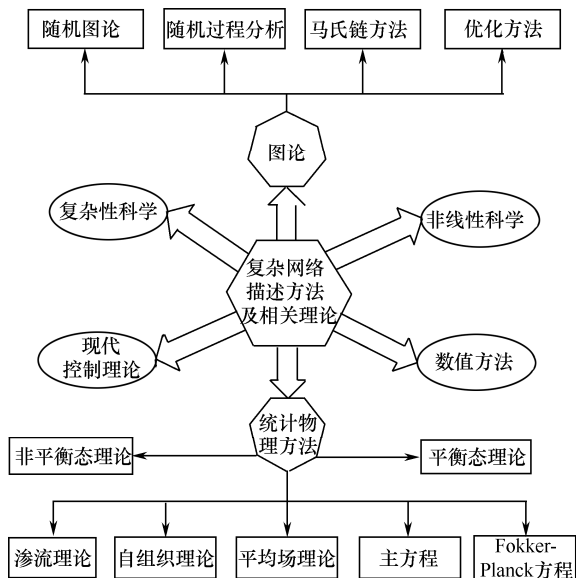 随机图论
随机过程分析
马氏链方法
优化方法
图论
复杂性科学
非线性科学
复杂网络
描述方法
及相关理论
现代
控制理论
数值方法
统计物
理方法
非平衡态理论
平衡态理论
渗流理论
自组织理论
平均场理论
主方程
Fokker-
Planck方程